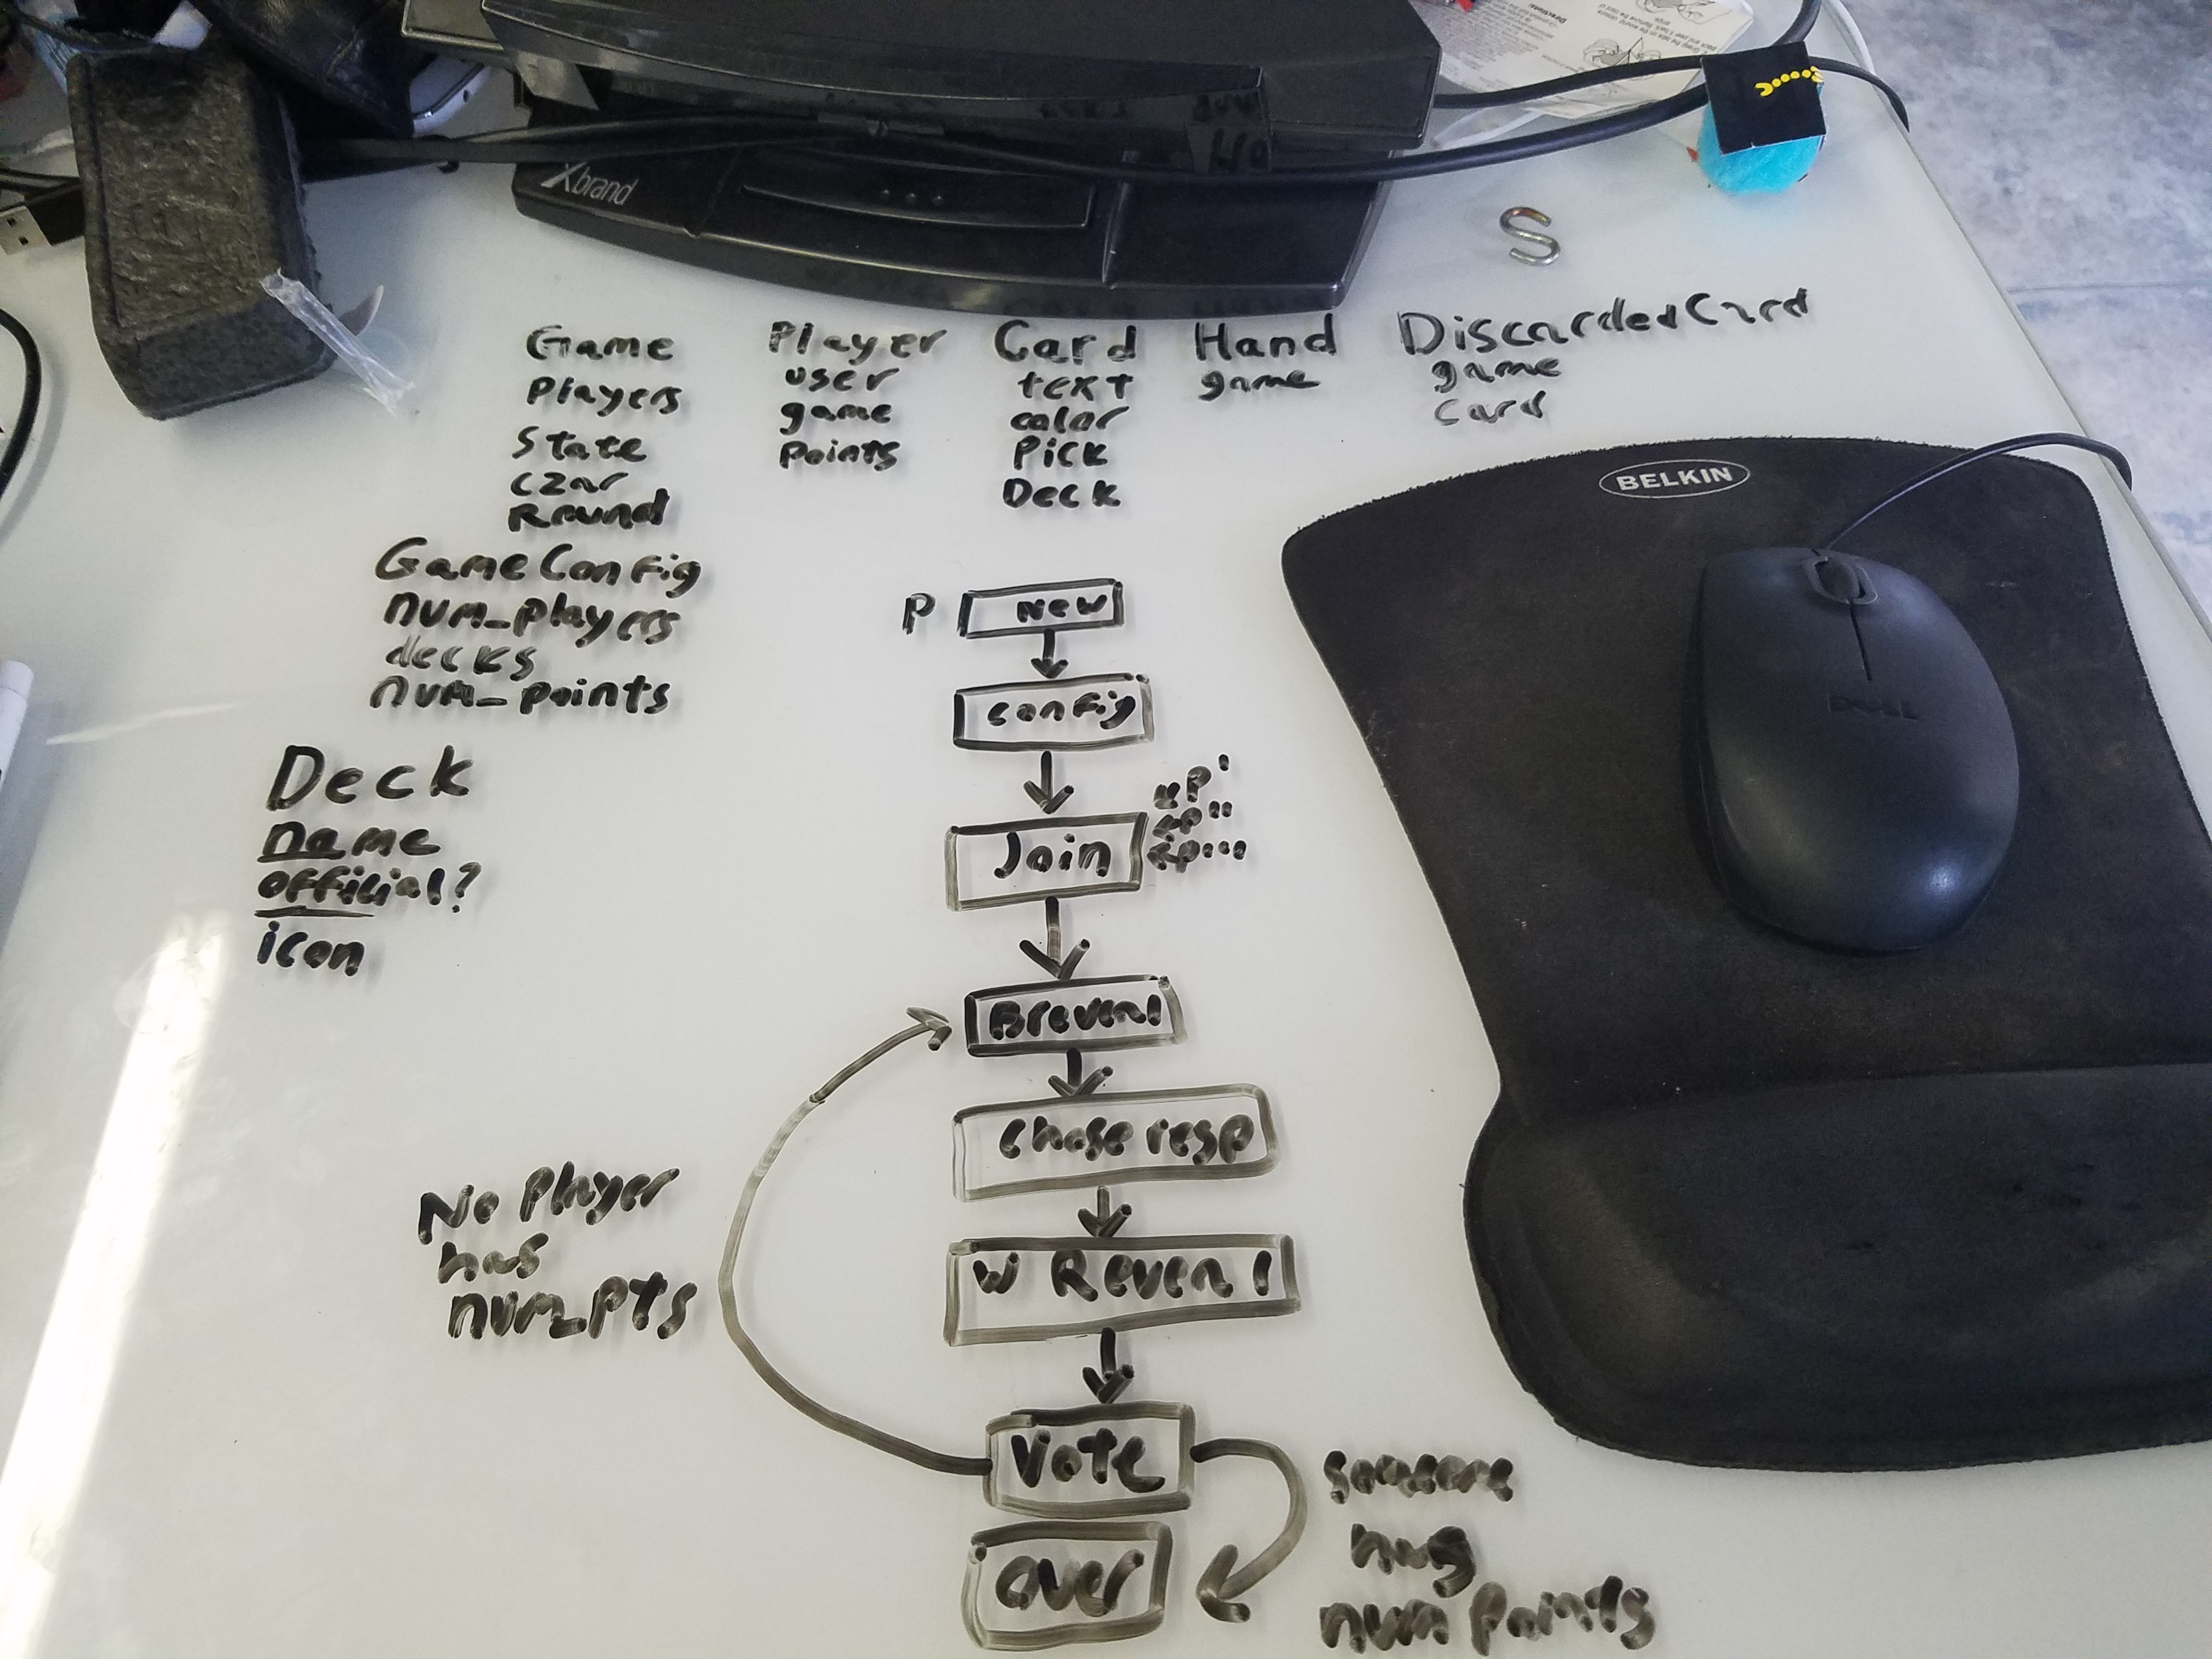 Xbrand
Game
Players
State
czar
Round
Player
user
game
points
Card
text
color
Pick
Deck
Hand
game
DiscardedCard
game
card
BELKIN
DELL
GameConfig
num_players
decks
num_points
Deck
name
official?
icon
P
New
config
Join
P'
P''
P'''
B reveal
Chose resp
W Reveal
Vote
over
No Player
has
num_pts
someone
has
num points